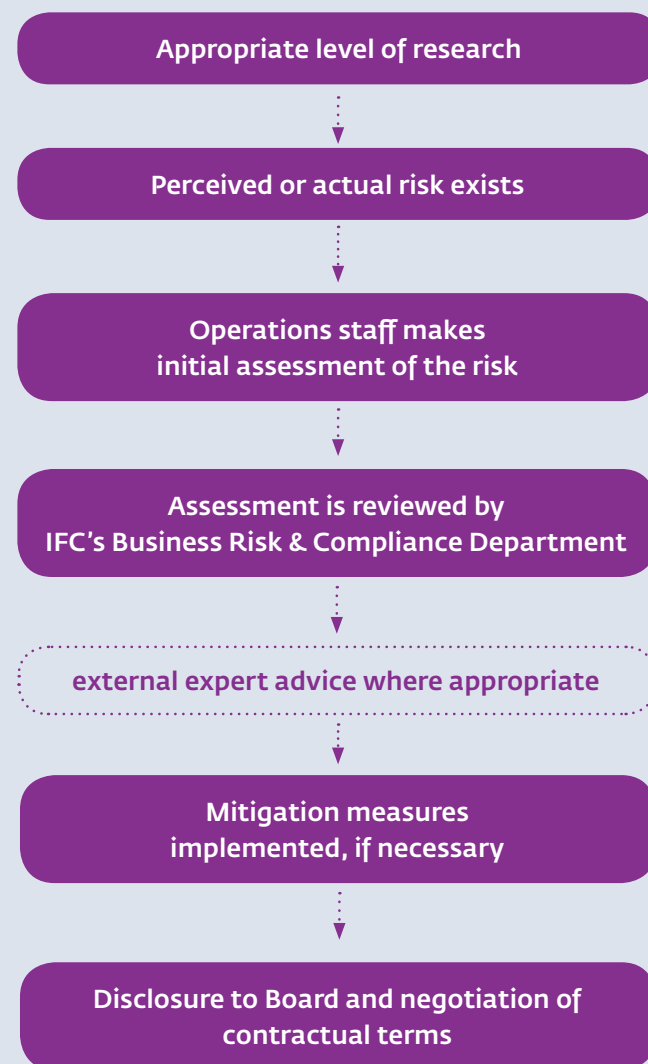 Appropriate level of research
Perceived or actual risk exists
Operations staff makes
initial assessment of the risk
Assessment is reviewed by
IFC's Business Risk & Compliance Department
external expert advice where appropriate
Mitigation measures
implemented, if necessary
Disclosure to Board and negotiation of
contractual terms